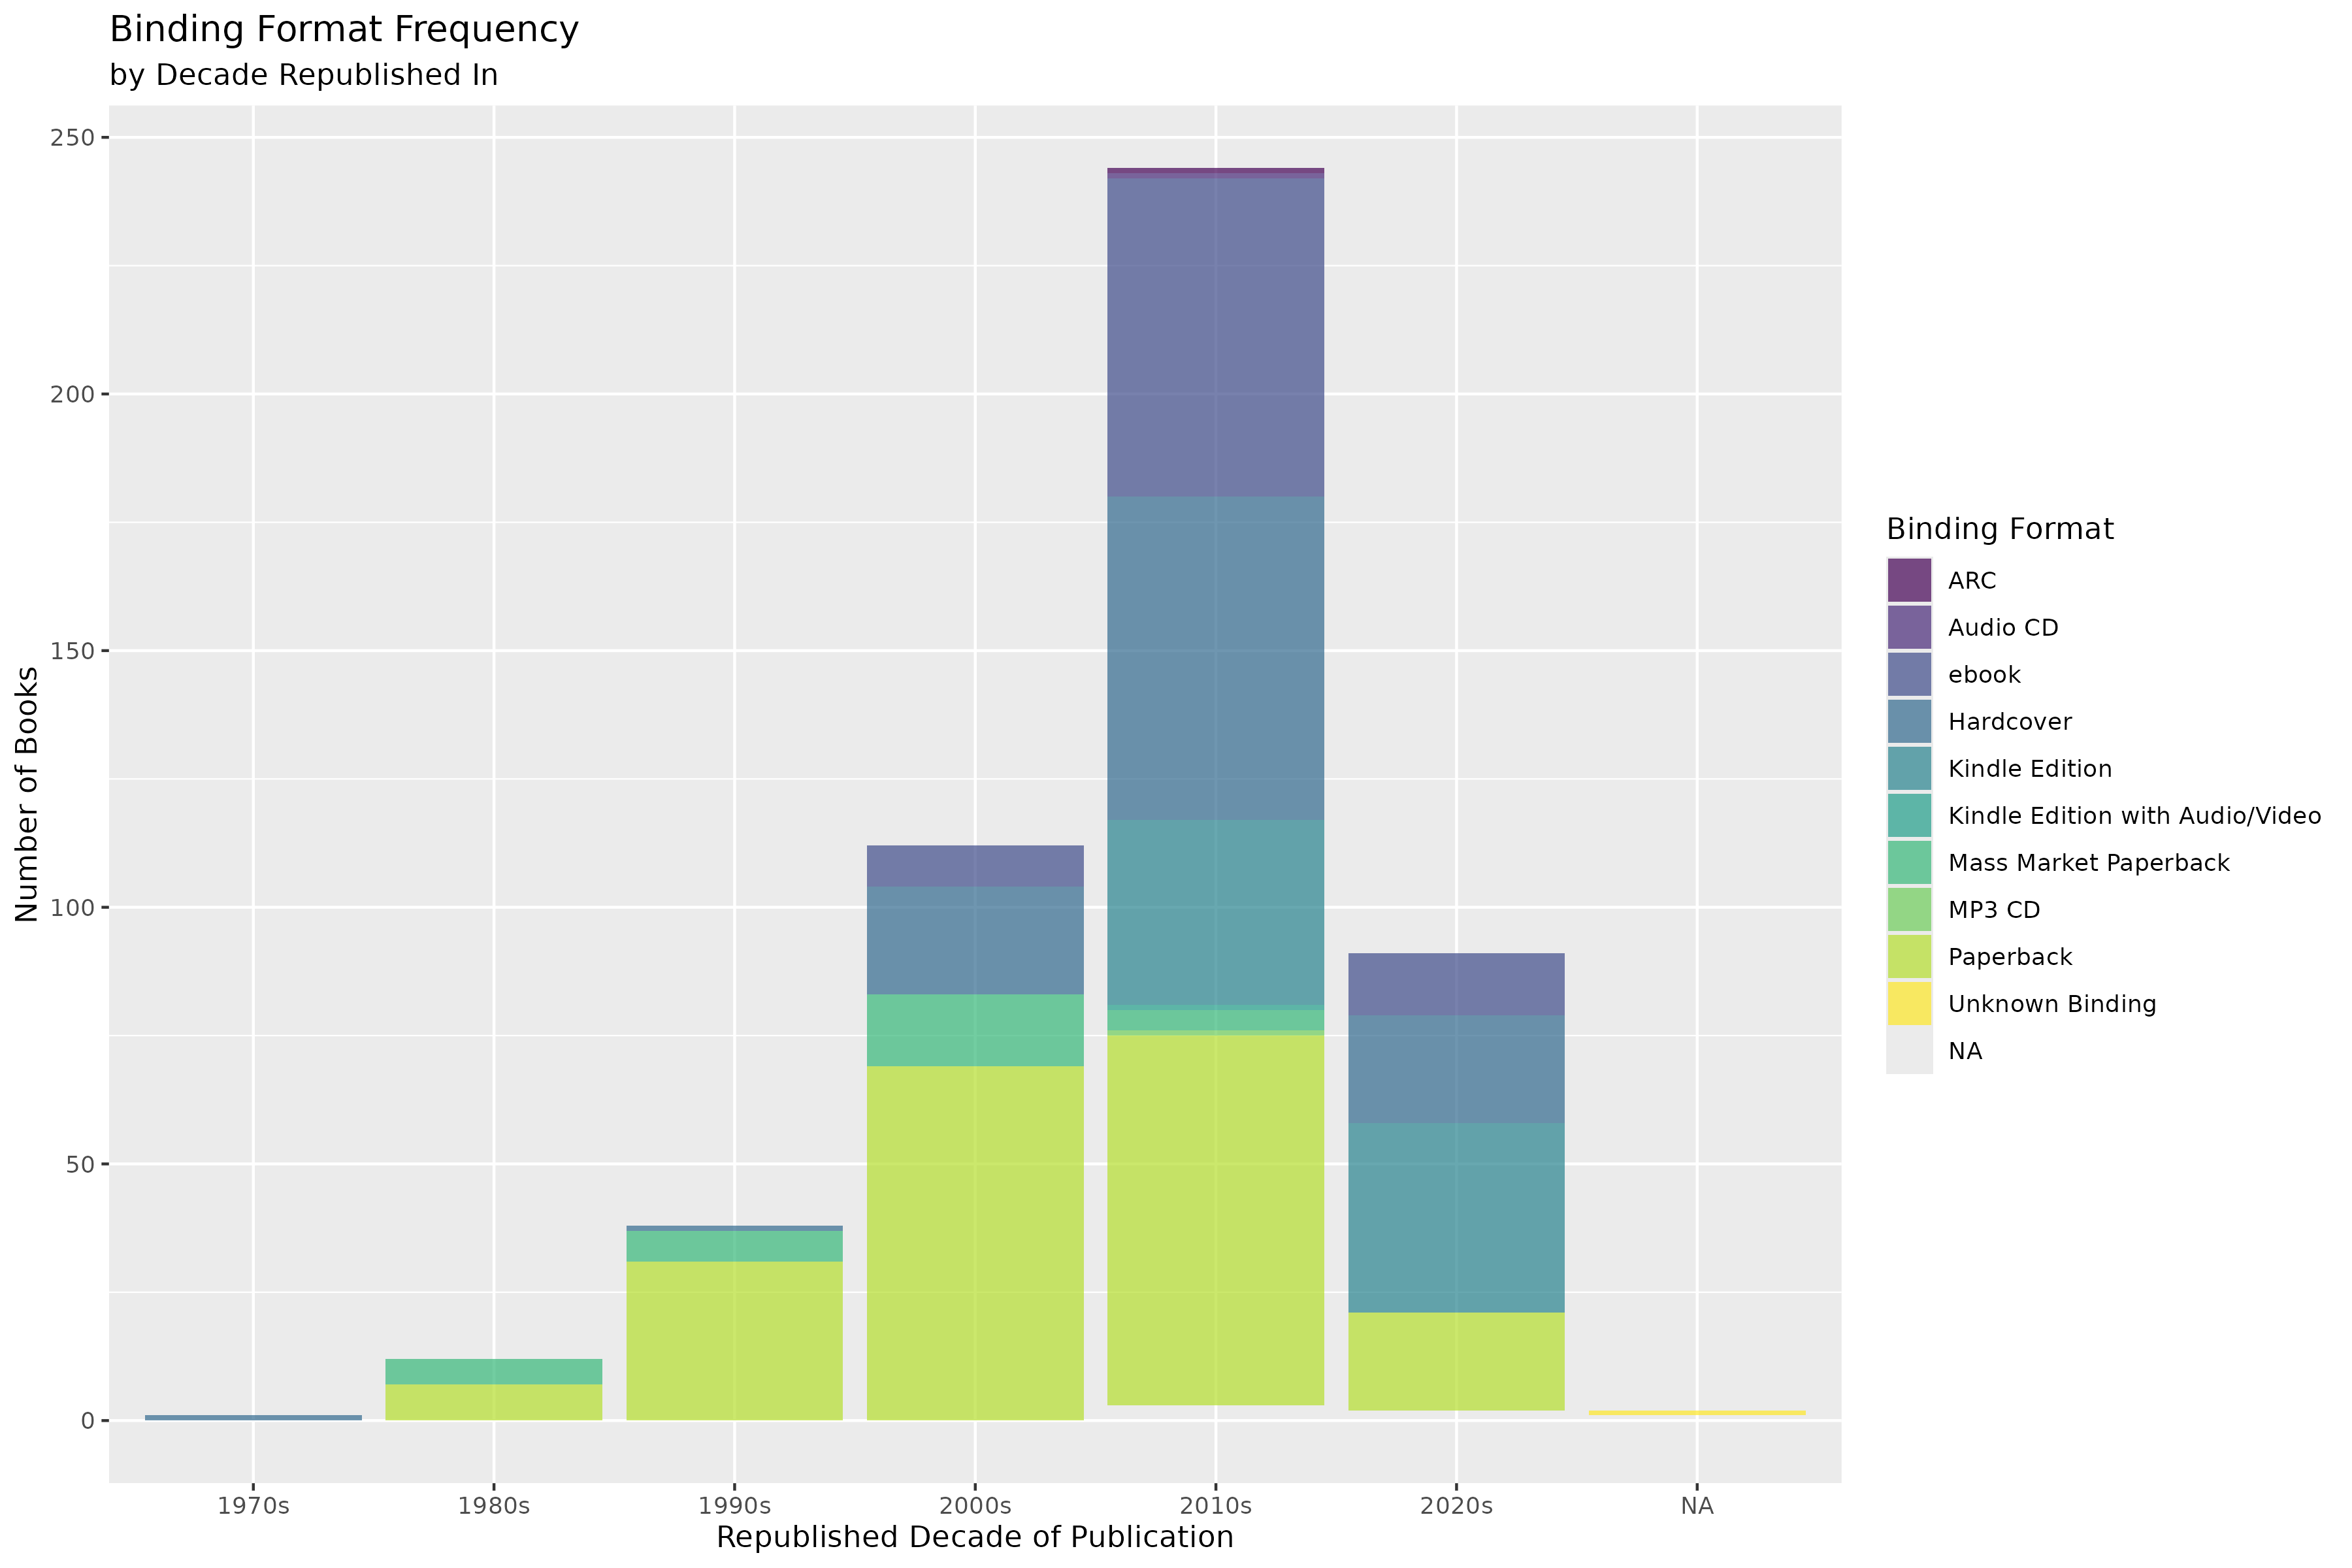 Binding Format Frequency
by Decade Republished In
Number of Books
250
200
150
100
50
0
1970s
1980s
1990s
2000s
2010s
2020s
NA
Republished Decade of Publication
Binding Format
ARC
Audio CD
ebook
Hardcover
Kindle Edition
Kindle Edition with Audio/Video
Mass Market Paperback
MP3 CD
Paperback
Unknown Binding
NA